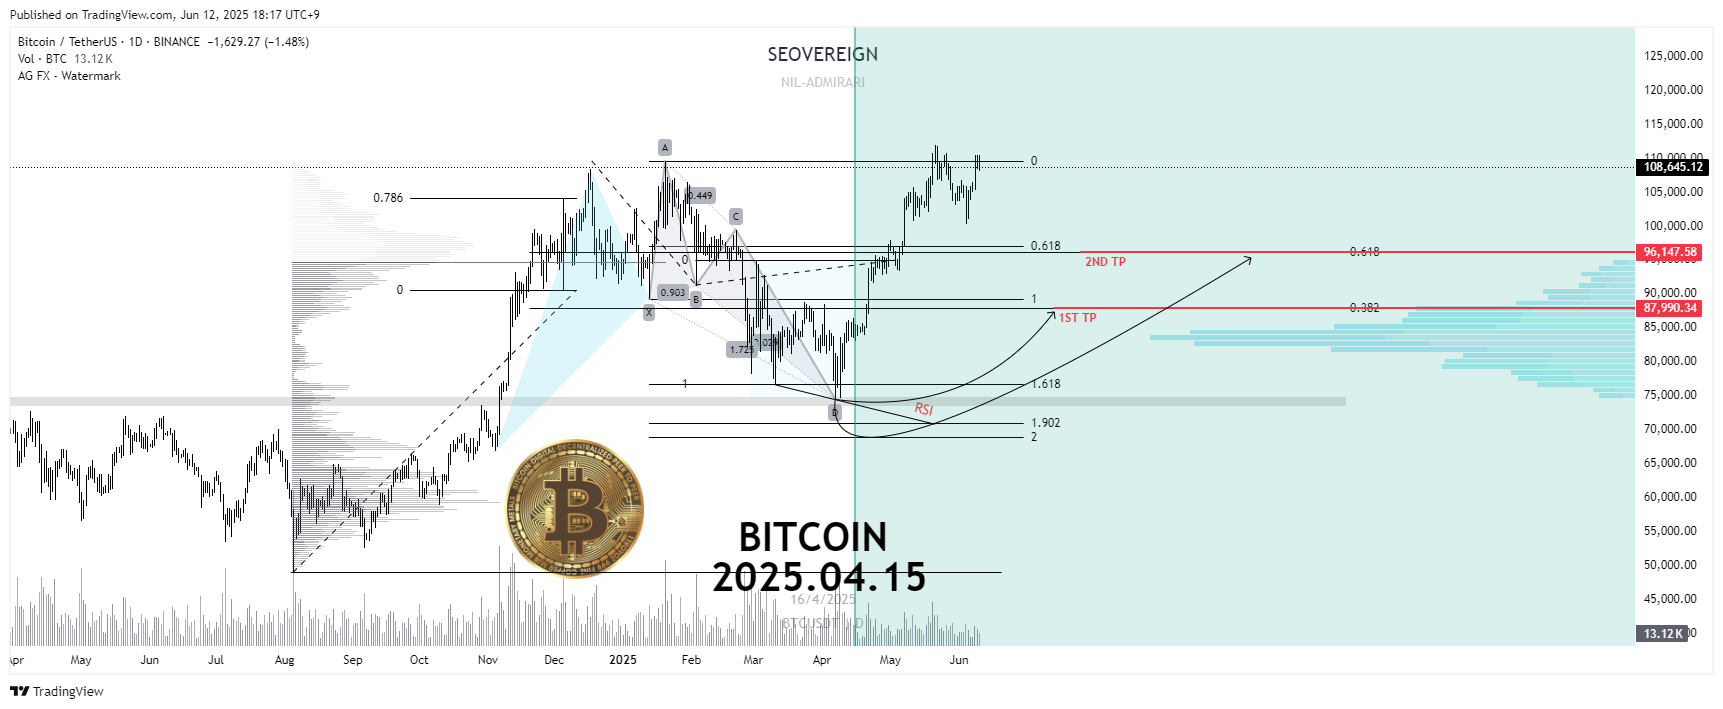 Published on TradingView.com, Jun 12, 2025 18:17 UTC+9
Bitcoin / TetherUS · 1D · BINANCE −1,629.27 (−1.48%)
Vol · BTC 13.12K
AG FX - Watermark
SEOVEREIGN
NIL-ADMIRARI
125,000.00
120,000.00
115,000.00
110,000.00
108,645.12
105,000.00
100,000.00
96,147.58
95,000.00
90,000.00
87,990.34
85,000.00
80,000.00
75,000.00
70,000.00
65,000.00
60,000.00
55,000.00
50,000.00
45,000.00
13.12K
A
0
0.786
0.449
C
0.618
0
0.618
2ND TP
0
0.903
B
1
X
0.382
1ST TP
1.725
1
1.618
D
RSI
1.902
2
BITCOIN
2025.04.15
16/4/2025
BTCUSDT, D
Apr May Jun Jul Aug Sep Oct Nov Dec 2025 Feb Mar Apr May Jun
TradingView